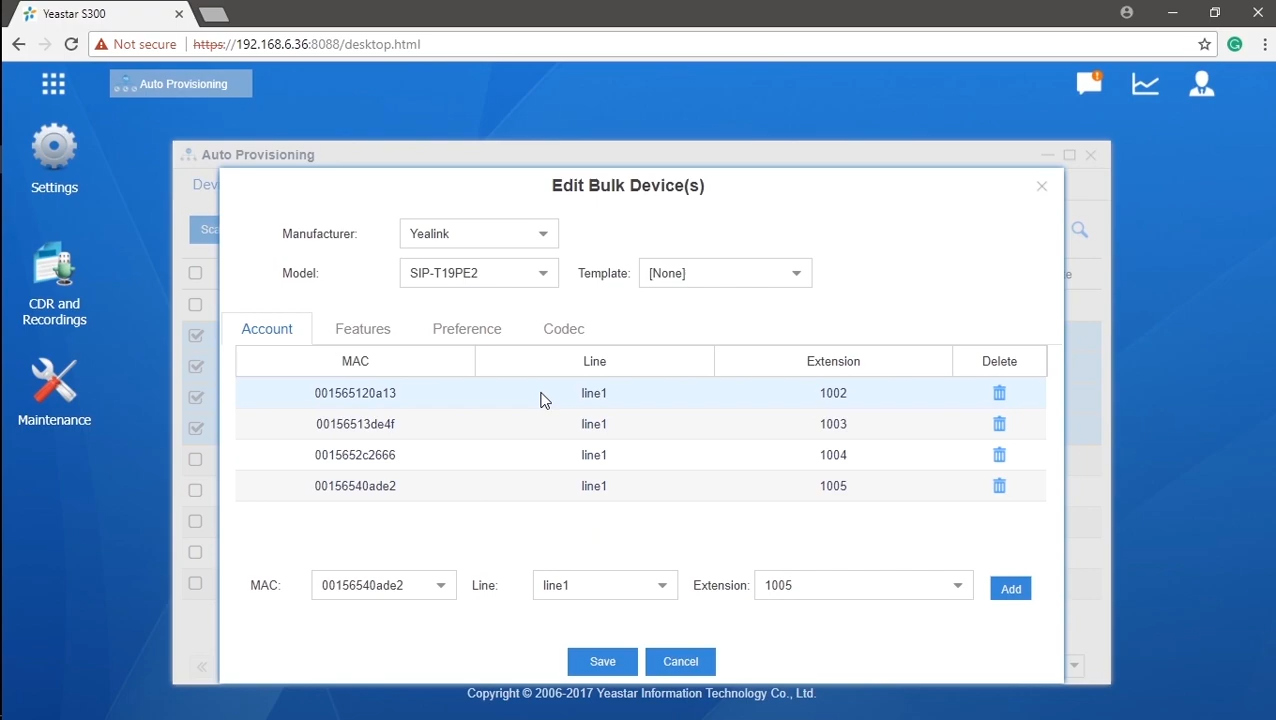 Yeastar S300
Not secure https://192.168.6.36:8088/desktop.html
Auto Provisioning
Settings
CDR and
Recordings
Maintenance
Auto Provisioning
Dev
Sca
Edit Bulk Device(s)
Manufacturer: Yealink
Model: SIP-T19PE2 Template: [None]
Account Features Preference Codec
MAC Line Extension Delete
001565120a13 line1 1002
00156513de4f line1 1003
0015652c2666 line1 1004
00156540ade2 line1 1005
MAC: 00156540ade2 Line: line1 Extension: 1005 Add
Save Cancel
Copyright © 2006-2017 Yeastar Information Technology Co., Ltd.